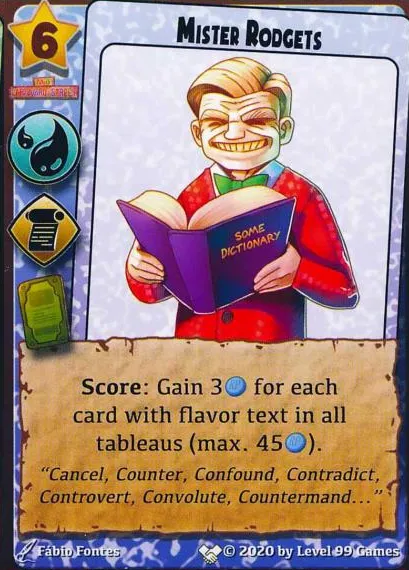 6
MISTER RODGETS
SOME
DICTIONARY
Score: Gain 3 for each
card with flavor text in all
tableaus (max. 45).
"Cancel, Counter, Confound, Contradict,
Controvert, Convolute, Countermand..."
Fábio Fontes
© 2020 by Level 99 Games